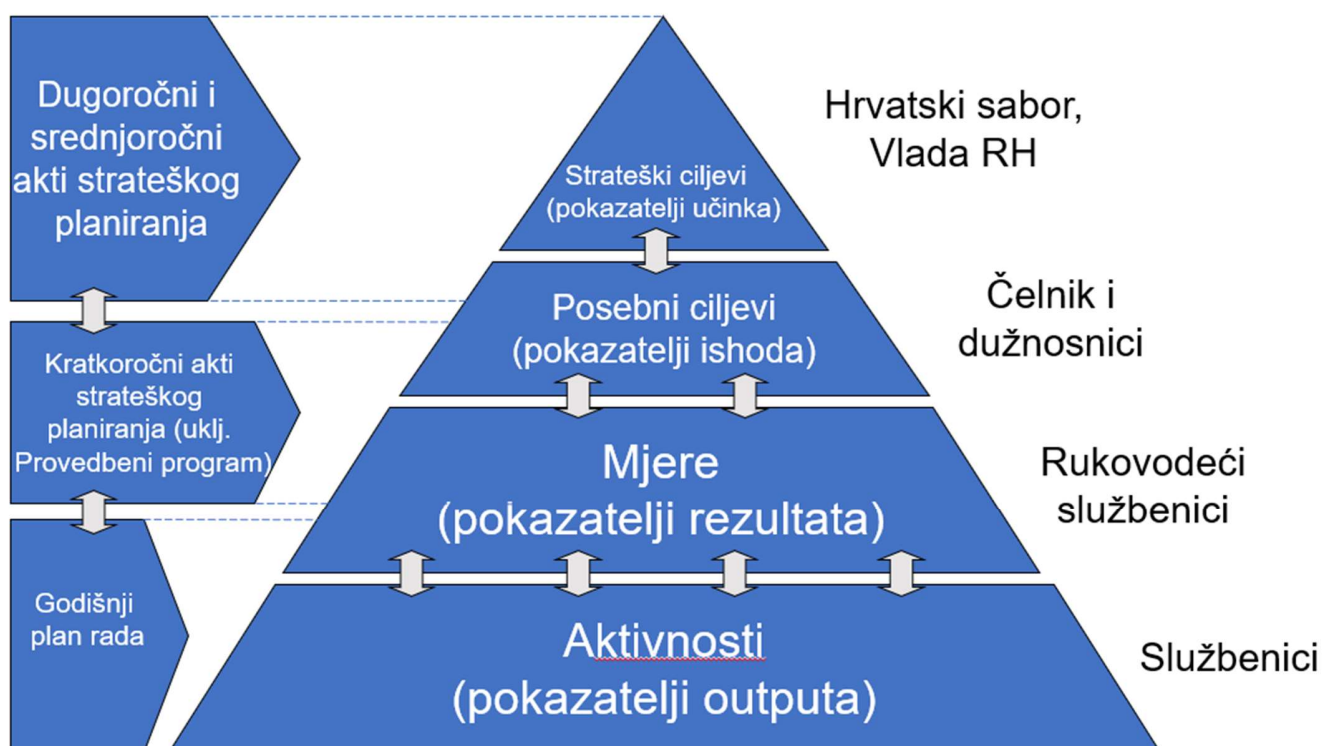 Dugoročni i
srednjoročni
akti strateškog
planiranja
Kratkoročni akti
strateškog
planiranja (uklj.
Provedbeni program)
Godišnji
plan rada
Strateški ciljevi
(pokazatelji učinka)
Posebni ciljevi
(pokazatelji ishoda)
Mjere
(pokazatelji rezultata)
Aktivnosti
(pokazatelji outputa)
Hrvatski sabor,
Vlada RH
Čelnik i
dužnosnici
Rukovodeći
službenici
Službenici